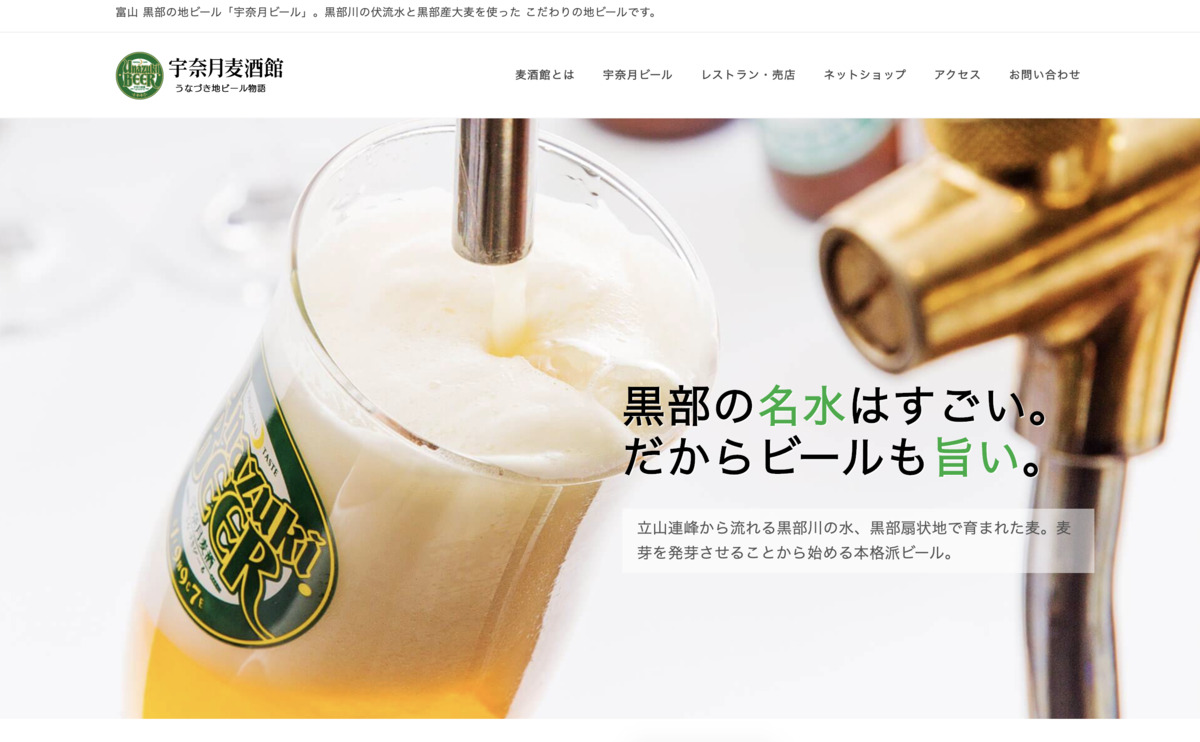 富山 黒部の地ビール「宇奈月ビール」。黒部川の伏流水と黒部産大麦を使った こだわりの地ビールです。
Unazuki
BEER
宇奈月麦酒館
うなづき地ビール物語
麦酒館とは
宇奈月ビール
レストラン・売店
ネットショップ
アクセス
お問い合わせ
黒部の名水はすごい。
だからビールも旨い。
立山連峰から流れる黒部川の水、黒部扇状地で育まれた麦。麦
芽を発芽させることから始める本格派ビール。
TASTE
Unazuki
BEER